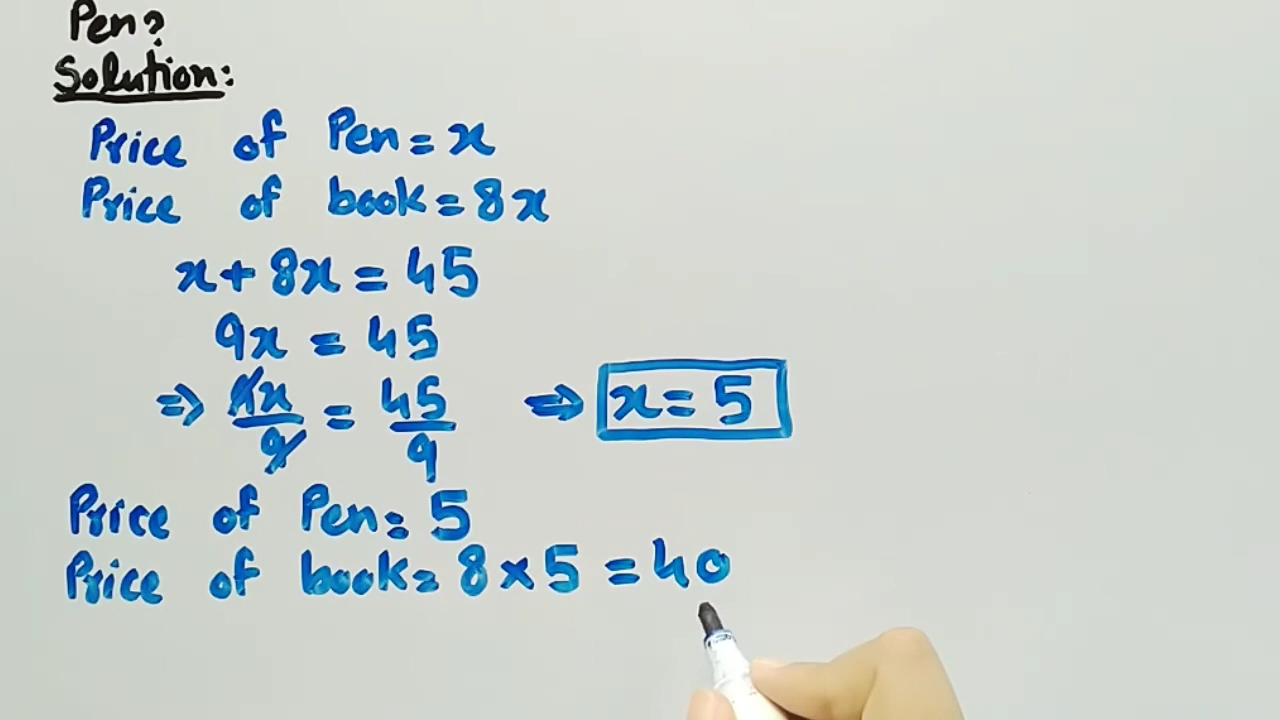 Pen?
Solution:
Price of Pen = x
Price of book = 8x
x + 8x = 45
9x = 45
⇒ 9x/9 = 45/9 ⇒ x = 5
Price of Pen = 5
Price of book = 8 × 5 = 40